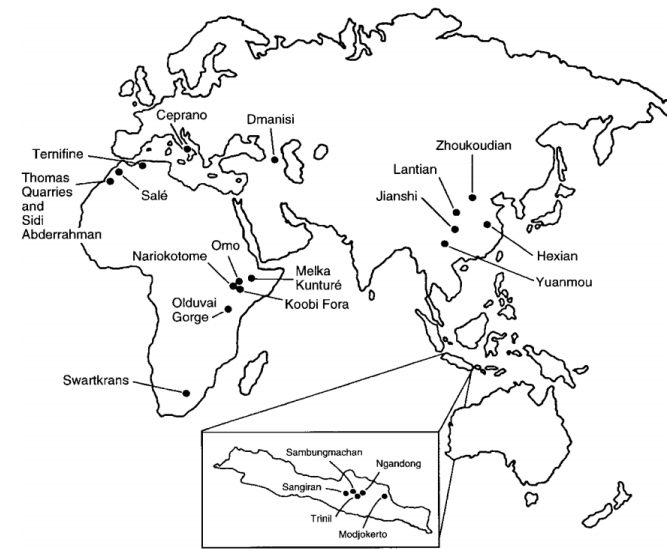 Ceprano
Dmanisi
Ternifine
Zhoukoudian
Thomas
Quarries
and
Sidi
Abderrahman
Salé
Lantian
Jianshi
Omo
Nariokotome
Melka
Kunturé
Hexian
Yuanmou
Koobi Fora
Olduvai
Gorge
Swartkrans
Sambungmachan
Ngandong
Sangiran
Trinil
Modjokerto